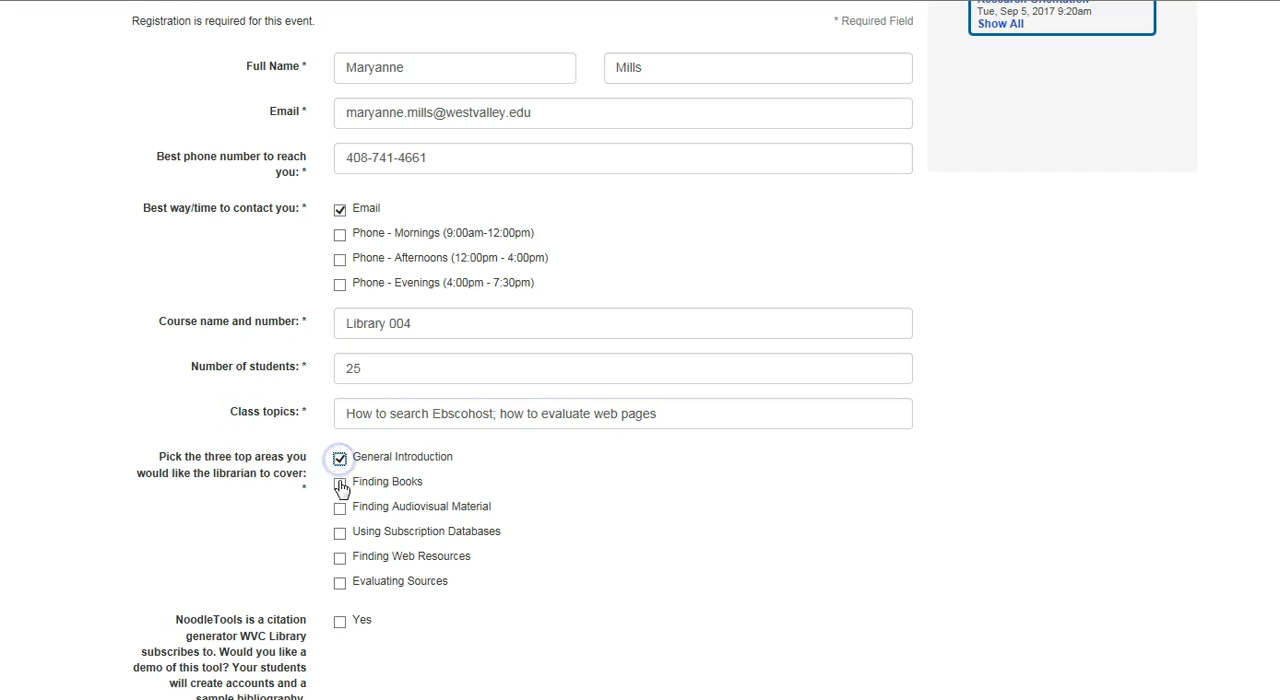 Research Orientation
Registration is required for this event.
* Required Field
Tue, Sep 5, 2017 9:20am
Show All
Full Name *
Maryanne
Mills
Email *
maryanne.mills@westvalley.edu
Best phone number to reach
you: *
408-741-4661
Best way/time to contact you: *
Email
Phone - Mornings (9:00am-12:00pm)
Phone - Afternoons (12:00pm - 4:00pm)
Phone - Evenings (4:00pm - 7:30pm)
Course name and number: *
Library 004
Number of students: *
25
Class topics: *
How to search Ebscohost; how to evaluate web pages
Pick the three top areas you
would like the librarian to cover:
*
General Introduction
Finding Books
Finding Audiovisual Material
Using Subscription Databases
Finding Web Resources
Evaluating Sources
NoodleTools is a citation
generator WVC Library
subscribes to. Would you like a
demo of this tool? Your students
will create accounts and a
sample bibliography.
Yes